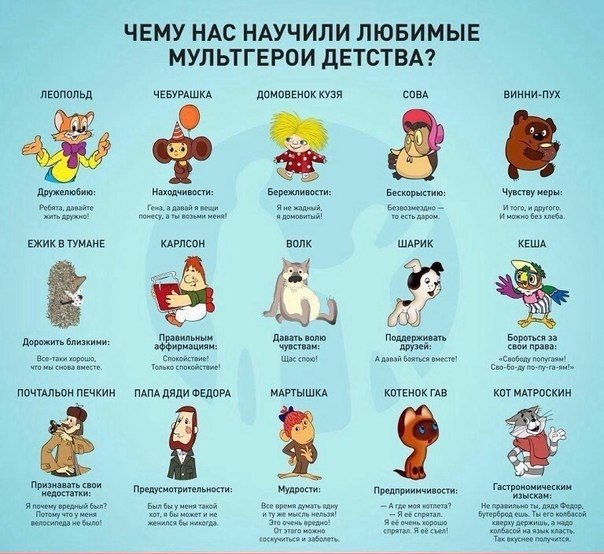 ЧЕМУ НАС НАУЧИЛИ ЛЮБИМЫЕ
МУЛЬТГЕРОИ ДЕТСТВА?
ЛЕОПОЛЬД
Дружелюбию:
Ребята, давайте
жить дружно!
ЧЕБУРАШКА
Находчивости:
Гена, а давай я вещи
понесу, а ты возьми меня!
ДОМОВЕНОК КУЗЯ
Бережливости:
Я не жадный,
я домовитый!
СОВА
Бескорыстию:
Безвозмездно —
то есть даром.
ВИННИ-ПУХ
Чувству меры:
И того, и другого.
И можно без хлеба.
ЕЖИК В ТУМАНЕ
Дорожить близкими:
Все-таки хорошо,
что мы снова вместе.
КАРЛСОН
Правильным
аффирмациям:
Спокойствие!
Только спокойствие!
ВОЛК
Давать волю
чувствам:
Щас спою!
ШАРИК
Поддерживать
друзей:
А давай бояться вместе!
КЕША
Бороться за
свои права:
«Свободу попугаям!
Сво-бо-ду по-пу-га-ям!»
ПОЧТАЛЬОН ПЕЧКИН
Признавать свои
недостатки:
Я почему вредный был?
Потому что у меня
велосипеда не было!
ПАПА ДЯДИ ФЕДОРА
Предусмотрительности:
Был бы у меня такой
кот, я бы может и не
женился бы никогда.
МАРТЫШКА
Мудрости:
Все время думать одну
и ту же мысль нельзя!
Это очень вредно!
От этого можно
соскучиться и заболеть.
КОТЕНОК ГАВ
Предприимчивости:
— А где моя котлета?
— Я её спрятал.
Я её очень хорошо
спрятал. Я её съел!
КОТ МАТРОСКИН
Гастрономическим
изыскам:
Не правильно ты, дядя Федор,
бутерброд ешь. Ты его колбасой
кверху держишь, а надо
колбасой на язык класть.
Так вкуснее получится.